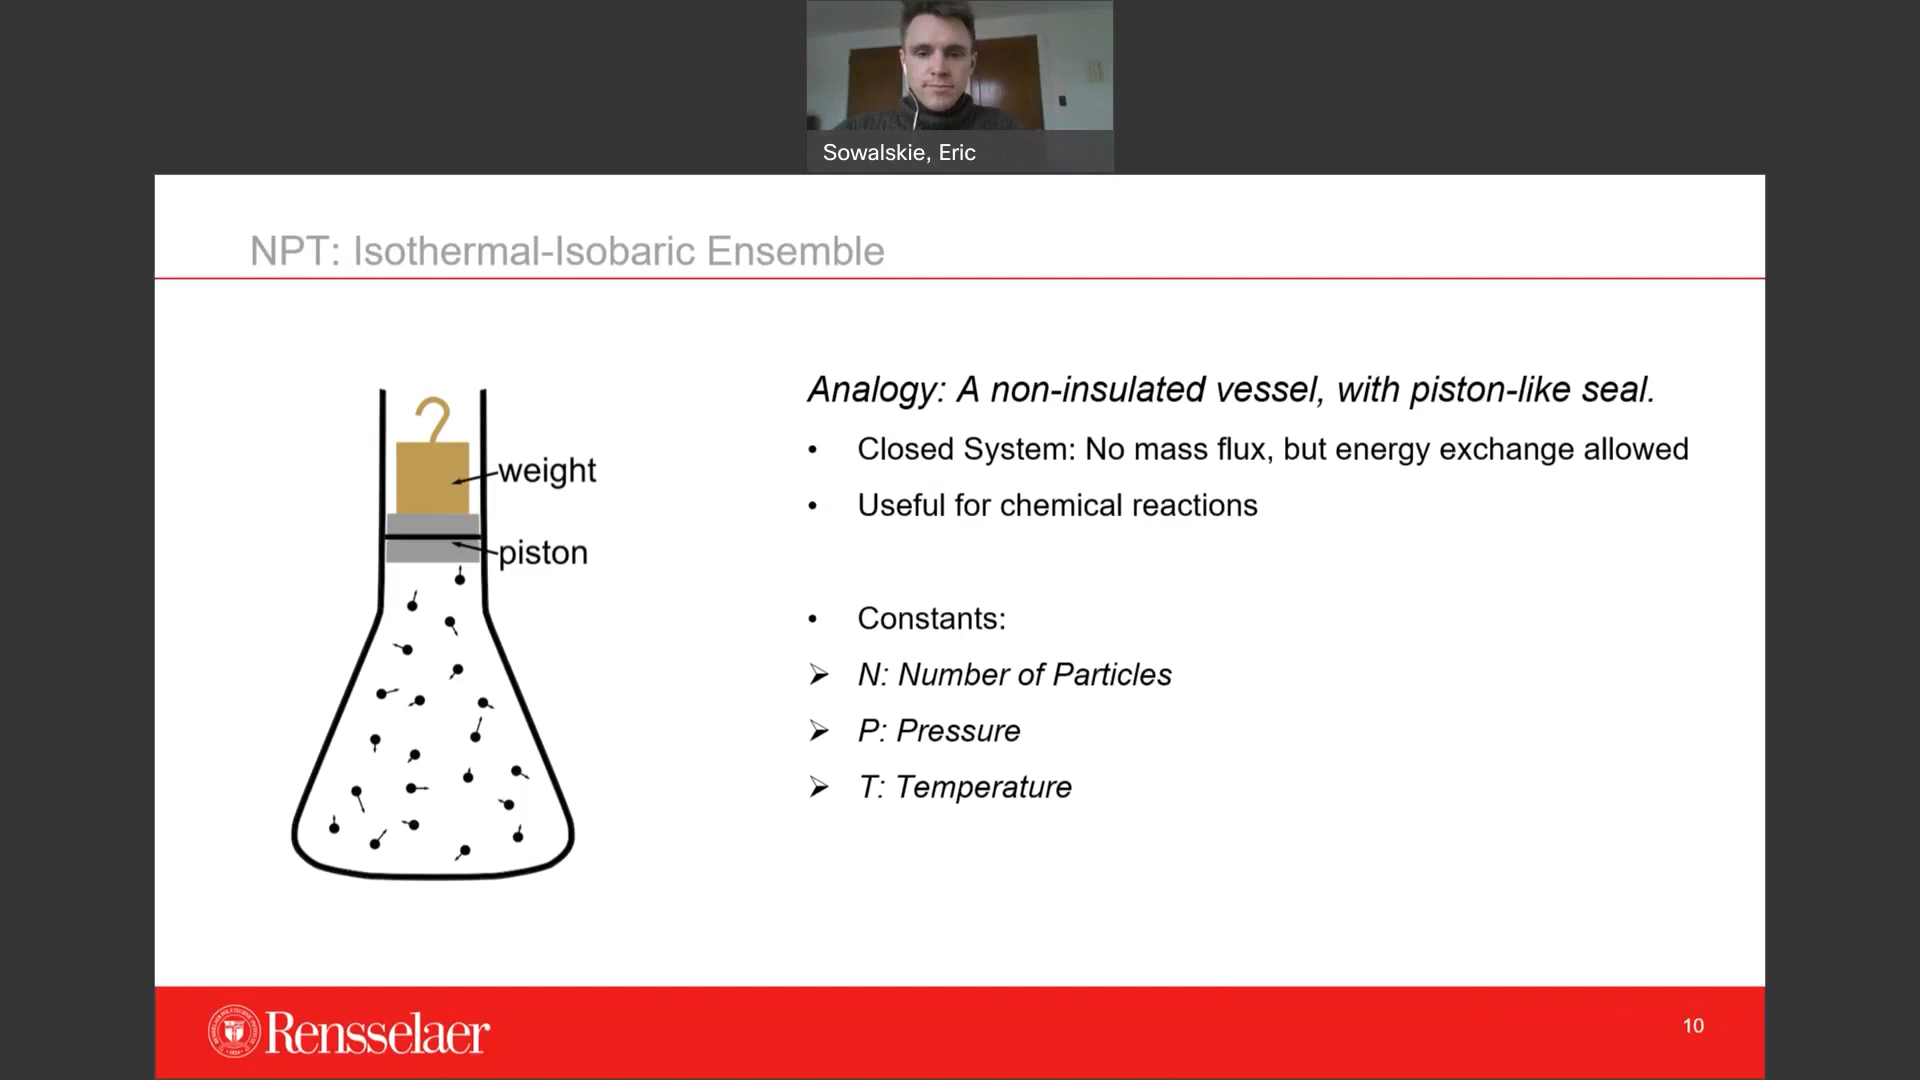 Sowalskie, Eric
NPT: Isothermal-Isobaric Ensemble
weight
piston
Analogy: A non-insulated vessel, with piston-like seal.
• Closed System: No mass flux, but energy exchange allowed
• Useful for chemical reactions
• Constants:
➢ N: Number of Particles
➢ P: Pressure
➢ T: Temperature
Rensselaer
10